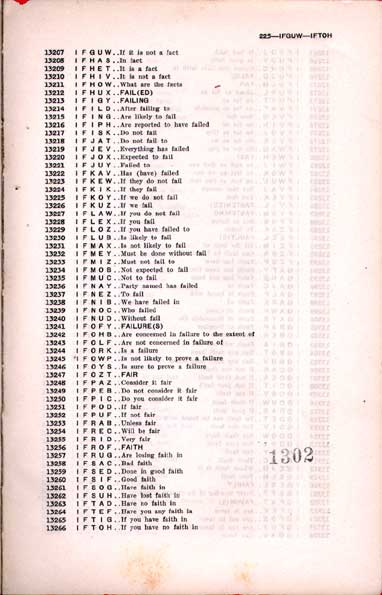 225—IFGUW—IFTOH
13207 I F G U W..If it is not a fact
13208 I F H A S..In fact
13209 I F H E T..It is a fact
13210 I F H I V..It is not a fact
13211 I F H O W..What are the facts
13212 I F H U X..FAIL(ED)
13213 I F I G Y..FAILING
13214 I F I L D..After failing to
13215 I F I N G..Are likely to fail
13216 I F I P H..Are reported to have failed
13217 I F I S K..Do not fail
13218 I F J A T..Do not fail to
13219 I F J E V..Everything has failed
13220 I F J O X..Expected to fail
13221 I F J U Y..Failed to
13222 I F K A V..Has (have) failed
13223 I F K E W..If they do not fail
13224 I F K I K..If they fail
13225 I F K O Y..If we do not fail
13226 I F K U Z..If we fail
13227 I F L A W..If you do not fail
13228 I F L E X..If you fail
13229 I F L O Z..If you have failed to
13230 I F L U B..Is likely to fail
13231 I F M A X..Is not likely to fail
13232 I F M E Y..Must be done without fail
13233 I F M I Z..Must not fail to
13234 I F M O B..Not expected to fail
13235 I F M U C..Not to fail
13236 I F N A Y..Party named has failed
13237 I F N E Z..To fail
13238 I F N I B..We have failed in
13239 I F N O C..Who failed
13240 I F N U D..Without fail
13241 I F O F Y..FAILURE(S)
13242 I F O H B..Are concerned in failure to the extent of
13243 I F O L F..Are not concerned in failure of
13244 I F O R K..Is a failure
13245 I F O W P..Is not likely to prove a failure
13246 I F O Y S..Is sure to prove a failure
13247 I F O Z T..FAIR
13248 I F P A Z..Consider it fair
13249 I F P E B..Do not consider it fair
13250 I F P I C..Do you consider it fair
13251 I F P O D..If fair
13252 I F P U F..If not fair
13253 I F R A B..Unless fair
13254 I F R E C..Will be fair
13255 I F R I D..Very fair
13256 I F R O F..FAITH
13257 I F R U G..Are losing faith in
13258 I F S A C..Bad faith
13259 I F S E D..Done in good faith
13260 I F S I F..Good faith
13261 I F S O G..Have faith in
13262 I F S U H..Have lost faith in
13263 I F T A D..Have no faith in
13264 I F T E F..Have you any faith in
13265 I F T I G..If you have faith in
13266 I F T O H..If you have no faith in
1302